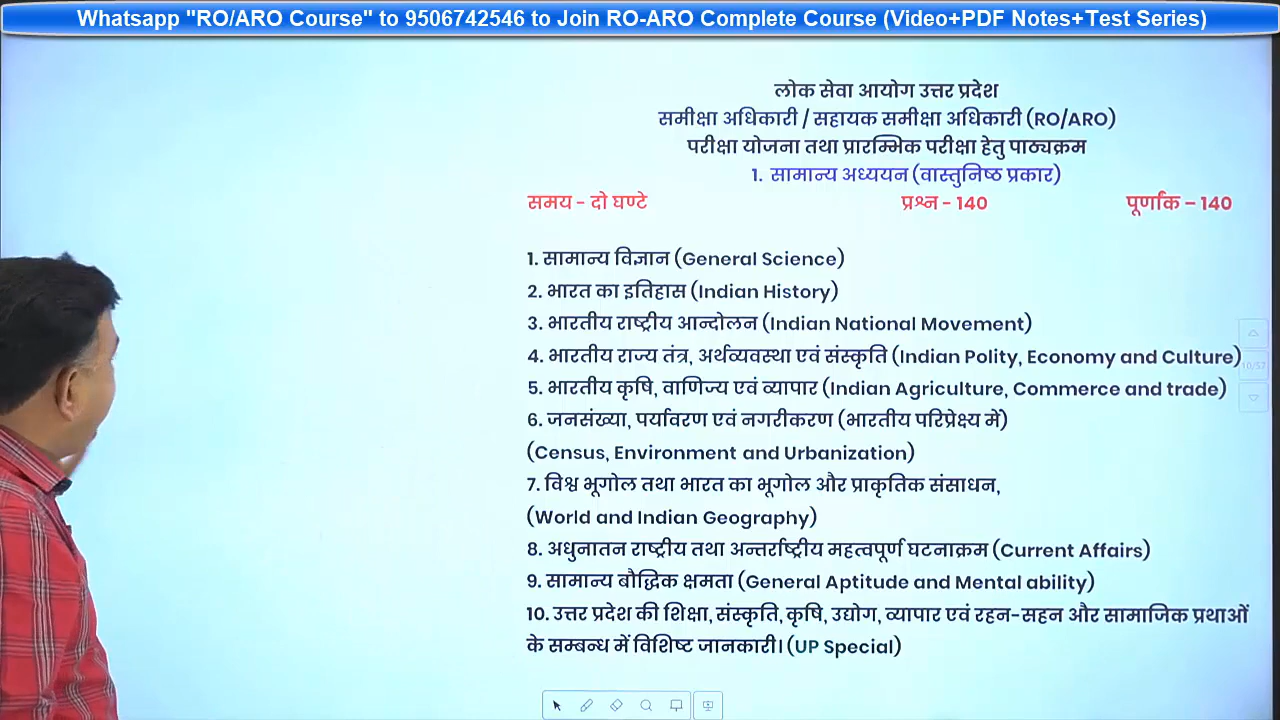 Whatsapp "RO/ARO Course" to 9506742546 to Join RO-ARO Complete Course (Video+PDF Notes+Test Series)
लोक सेवा आयोग उत्तर प्रदेश
समीक्षा अधिकारी / सहायक समीक्षा अधिकारी (RO/ARO)
परीक्षा योजना तथा प्रारम्भिक परीक्षा हेतु पाठ्यक्रम
1. सामान्य अध्ययन (वास्तुनिष्ठ प्रकार)
समय - दो घण्टे प्रश्न - 140 पूर्णांक – 140
1. सामान्य विज्ञान (General Science)
2. भारत का इतिहास (Indian History)
3. भारतीय राष्ट्रीय आन्दोलन (Indian National Movement)
4. भारतीय राज्य तंत्र, अर्थव्यवस्था एवं संस्कृति (Indian Polity, Economy and Culture)
5. भारतीय कृषि, वाणिज्य एवं व्यापार (Indian Agriculture, Commerce and trade)
6. जनसंख्या, पर्यावरण एवं नगरीकरण (भारतीय परिप्रेक्ष्य में)
(Census, Environment and Urbanization)
7. विश्व भूगोल तथा भारत का भूगोल और प्राकृतिक संसाधन,
(World and Indian Geography)
8. अधुनातन राष्ट्रीय तथा अन्तर्राष्ट्रीय महत्वपूर्ण घटनाक्रम (Current Affairs)
9. सामान्य बौद्धिक क्षमता (General Aptitude and Mental ability)
10. उत्तर प्रदेश की शिक्षा, संस्कृति, कृषि, उद्योग, व्यापार एवं रहन-सहन और सामाजिक प्रथाओं
के सम्बन्ध में विशिष्ट जानकारी। (UP Special)